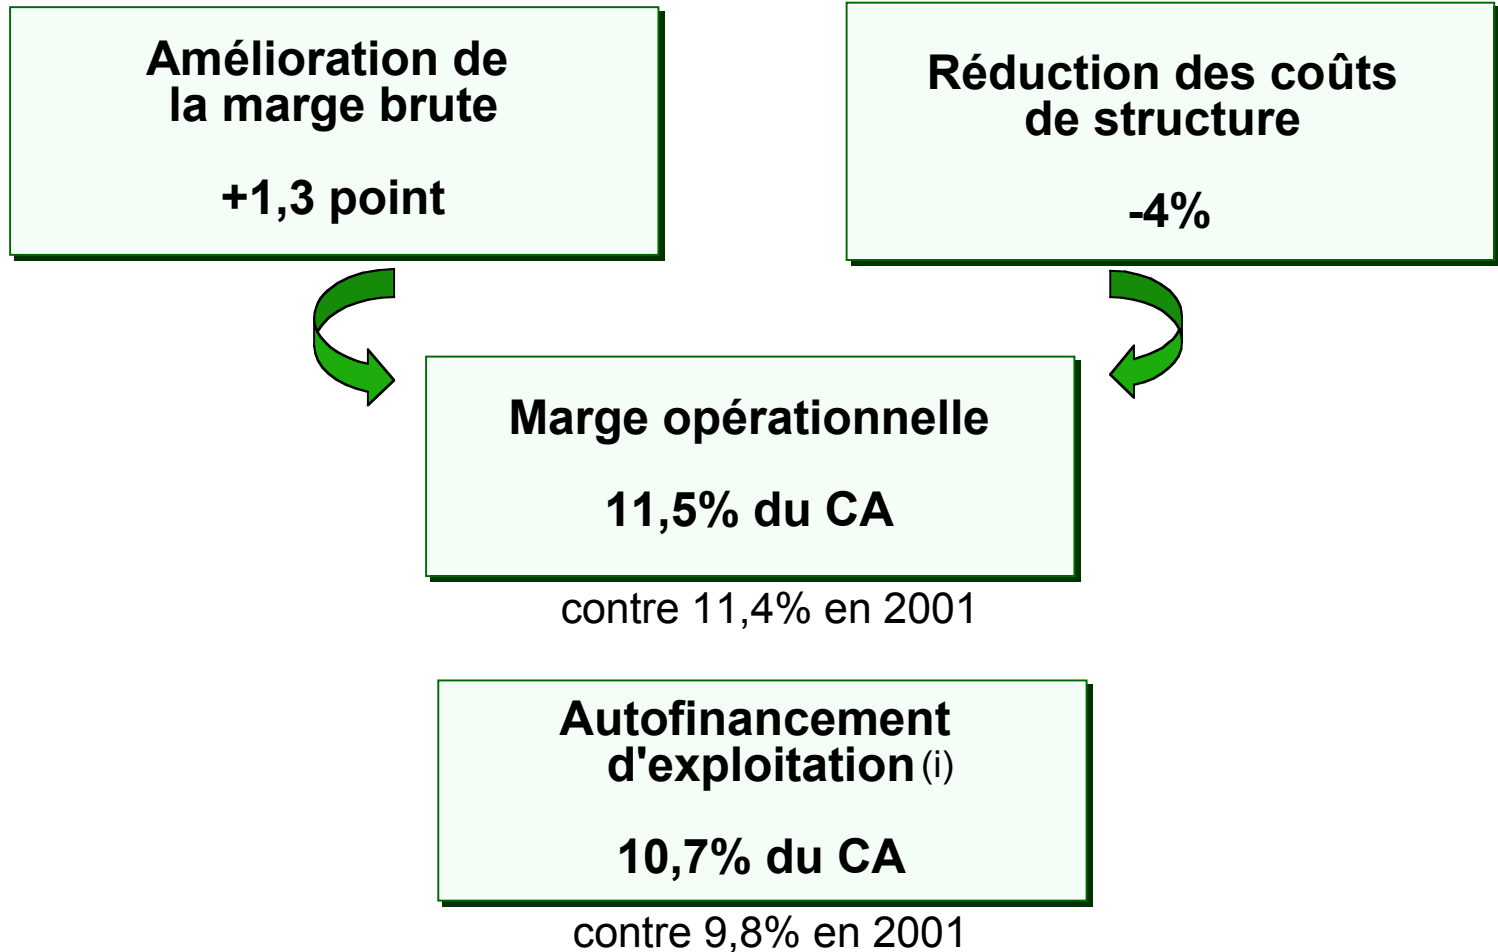 Amélioration de
la marge brute
+1,3 point
Réduction des coûts
de structure
-4%
Marge opérationnelle
11,5% du CA
contre 11,4% en 2001
Autofinancement
d'exploitation (i)
10,7% du CA
contre 9,8% en 2001